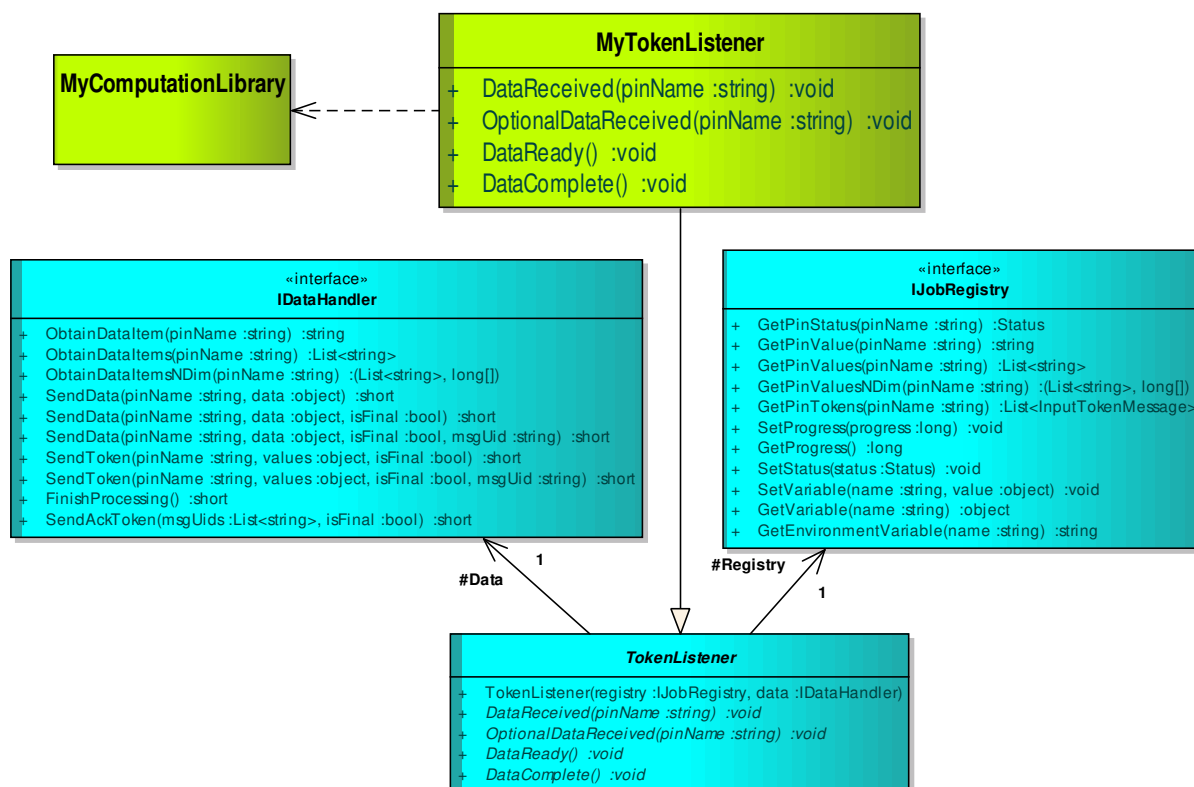 MyTokenListener
+ DataReceived(pinName :string) :void
+ OptionalDataReceived(pinName :string) :void
+ DataReady() :void
+ DataComplete() :void
MyComputationLibrary
«interface»
IDataHandler
+ ObtainDataItem(pinName :string) :string
+ ObtainDataItems(pinName :string) :List<string>
+ ObtainDataItemsNDim(pinName :string) :(List<string>, long[])
+ SendData(pinName :string, data :object) :short
+ SendData(pinName :string, data :object, isFinal :bool) :short
+ SendData(pinName :string, data :object, isFinal :bool, msgUid :string) :short
+ SendToken(pinName :string, values :object, isFinal :bool) :short
+ SendToken(pinName :string, values :object, isFinal :bool, msgUid :string) :short
+ FinishProcessing() :short
+ SendAckToken(msgUids :List<string>, isFinal :bool) :short
«interface»
IJobRegistry
+ GetPinStatus(pinName :string) :Status
+ GetPinValue(pinName :string) :string
+ GetPinValues(pinName :string) :List<string>
+ GetPinValuesNDim(pinName :string) :(List<string>, long[])
+ GetPinTokens(pinName :string) :List<InputTokenMessage>
+ SetProgress(progress :long) :void
+ GetProgress() :long
+ SetStatus(status :Status) :void
+ SetVariable(name :string, value :object) :void
+ GetVariable(name :string) :object
+ GetEnvironmentVariable(name :string) :string
#Data
1
#Registry
1
TokenListener
+ TokenListener(registry :IJobRegistry, data :IDataHandler)
+ DataReceived(pinName :string) :void
+ OptionalDataReceived(pinName :string) :void
+ DataReady() :void
+ DataComplete() :void